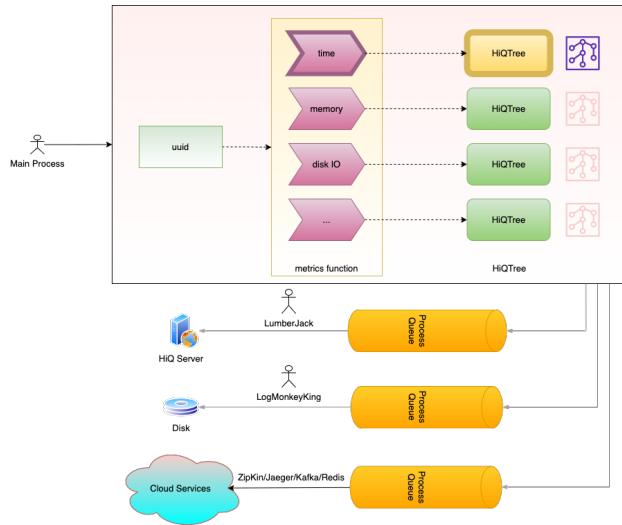 time
HiQTree
memory
HiQTree
Main Process
uuid
disk IO
HiQTree
...
HiQTree
metrics function
HiQTree
LumberJack
Process
Queue
HiQ Server
LogMonkeyKing
Process
Queue
Disk
ZipKin/Jaeger/Kafka/Redis
Process
Queue
Cloud Services